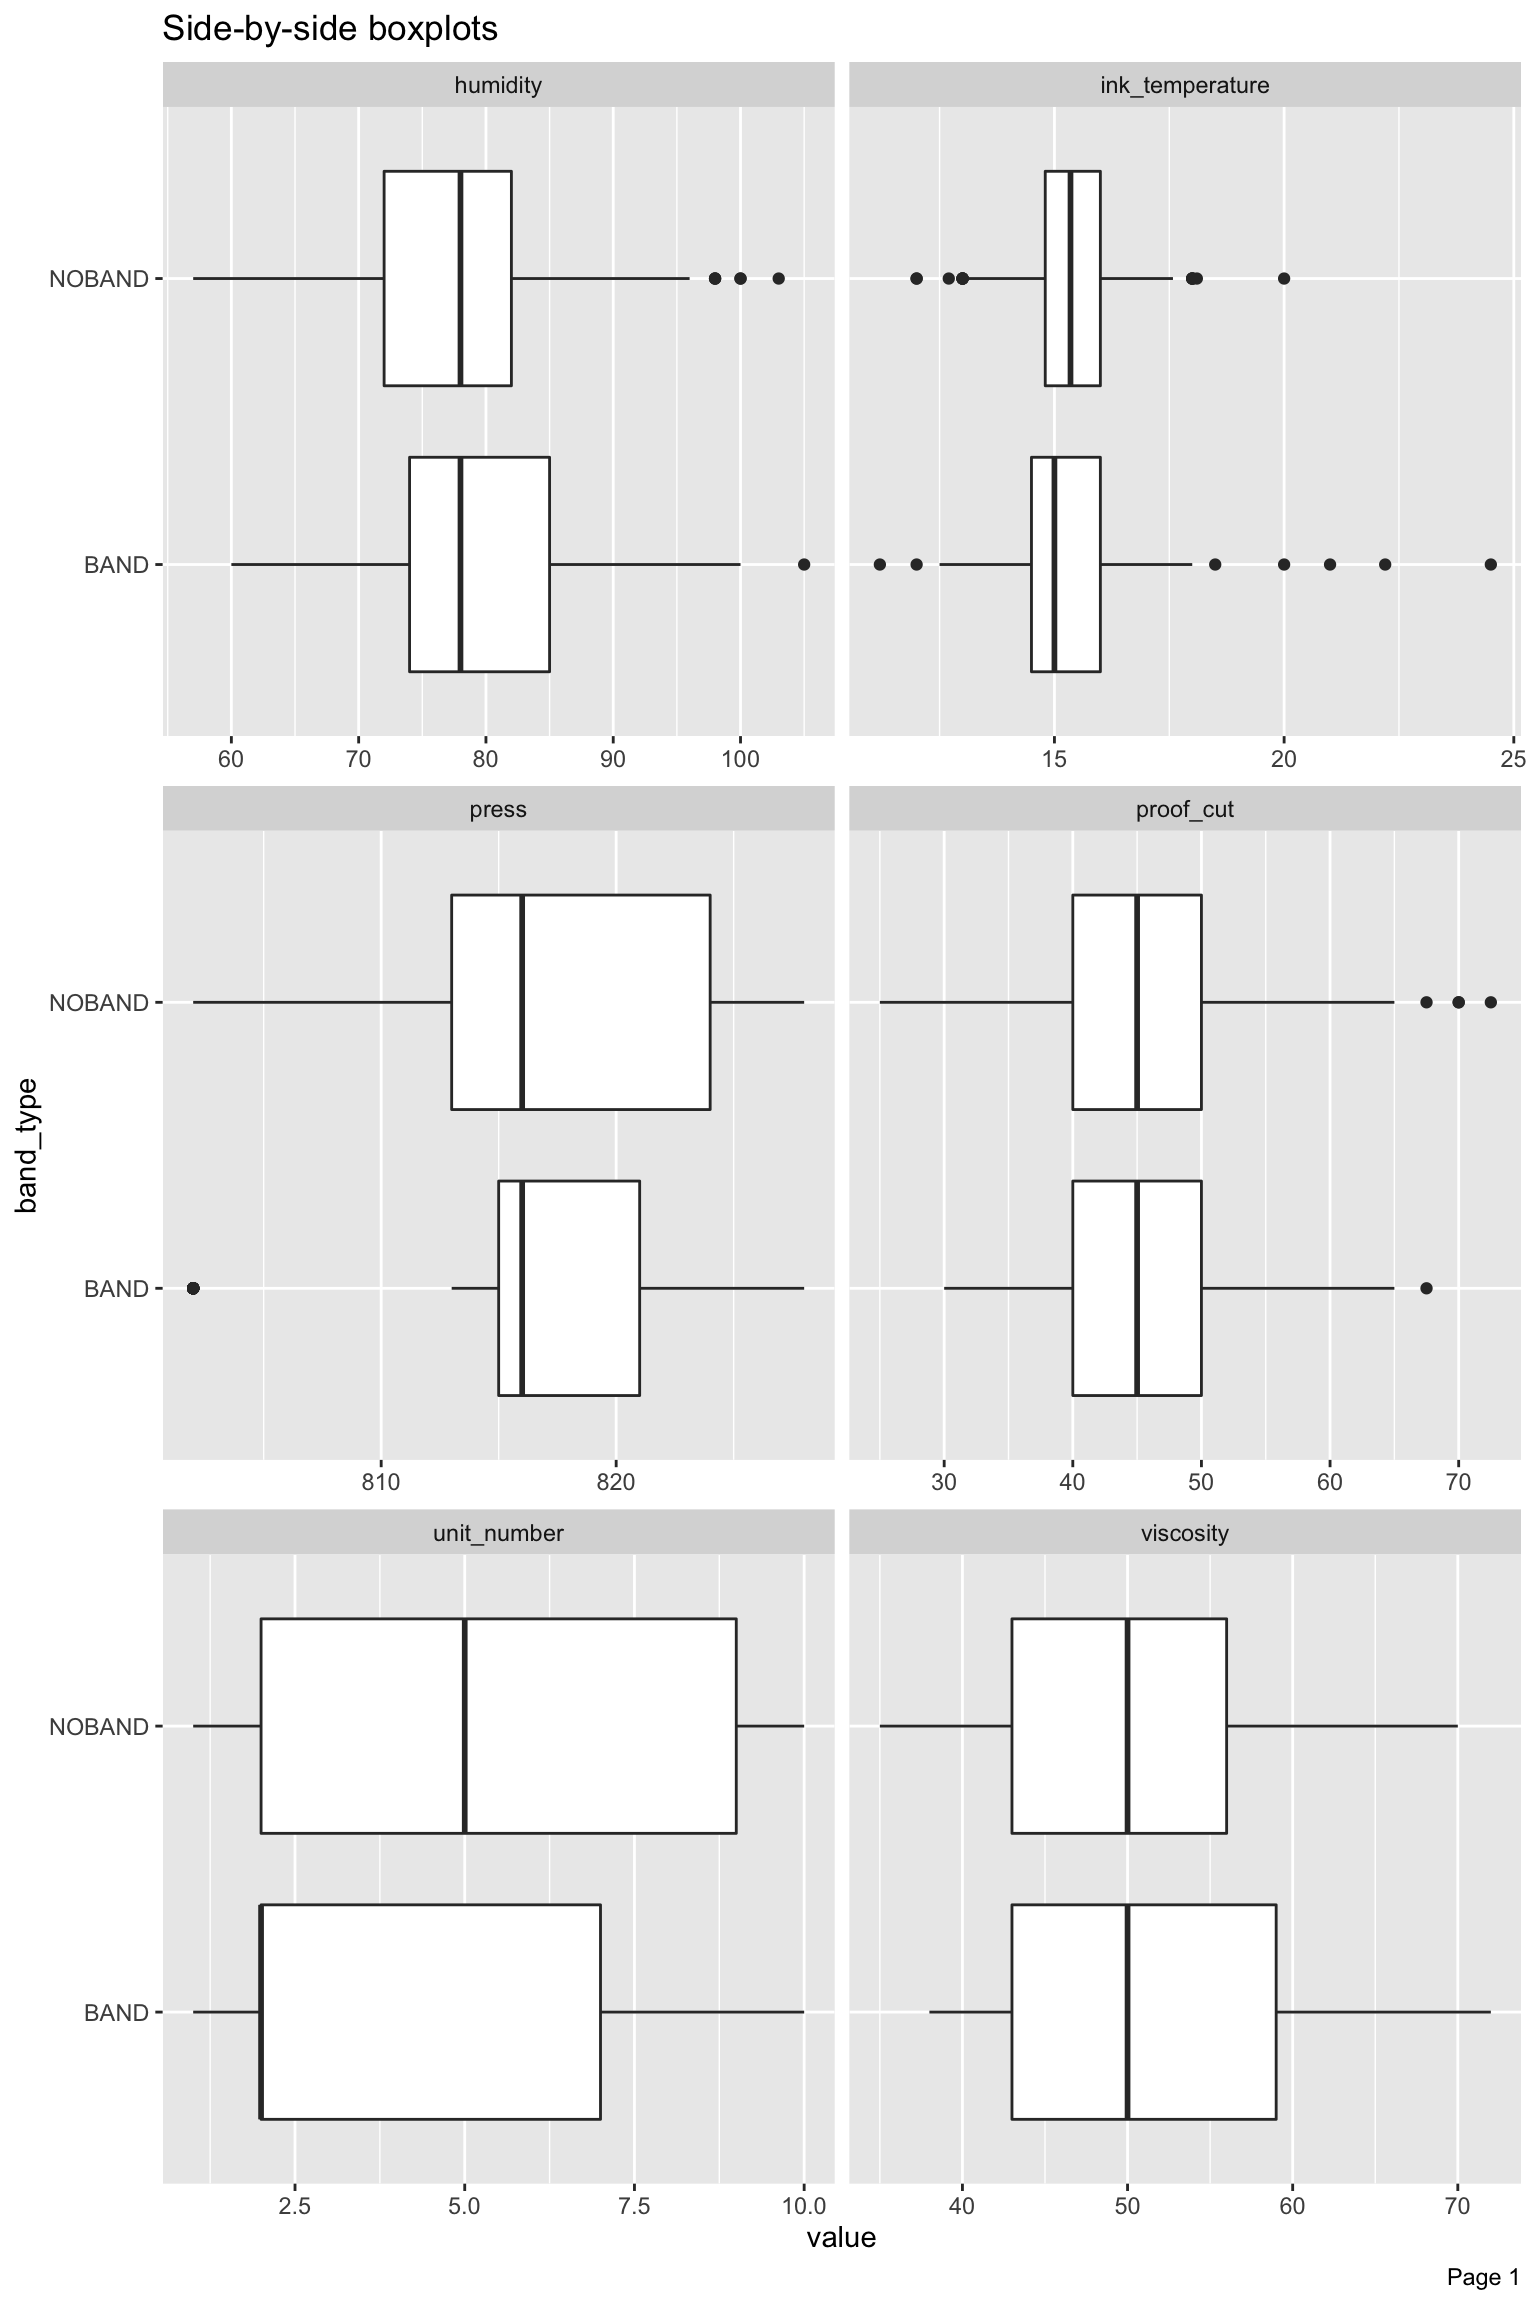 Side-by-side boxplots
humidity
ink_temperature
NOBAND
BAND
60 70 80 90 100
15 20 25
press
proof_cut
NOBAND
BAND
810 820
30 40 50 60 70
band_type
unit_number
viscosity
NOBAND
BAND
2.5 5.0 7.5 10.0
40 50 60 70
value
Page 1